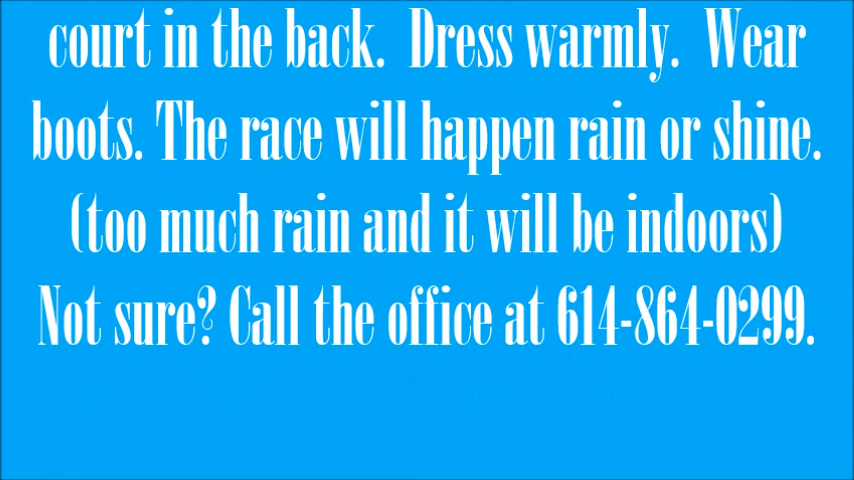 court in the back. Dress warmly. Wear
boots. The race will happen rain or shine.
(too much rain and it will be indoors)
Not sure? Call the office at 614-864-0299.